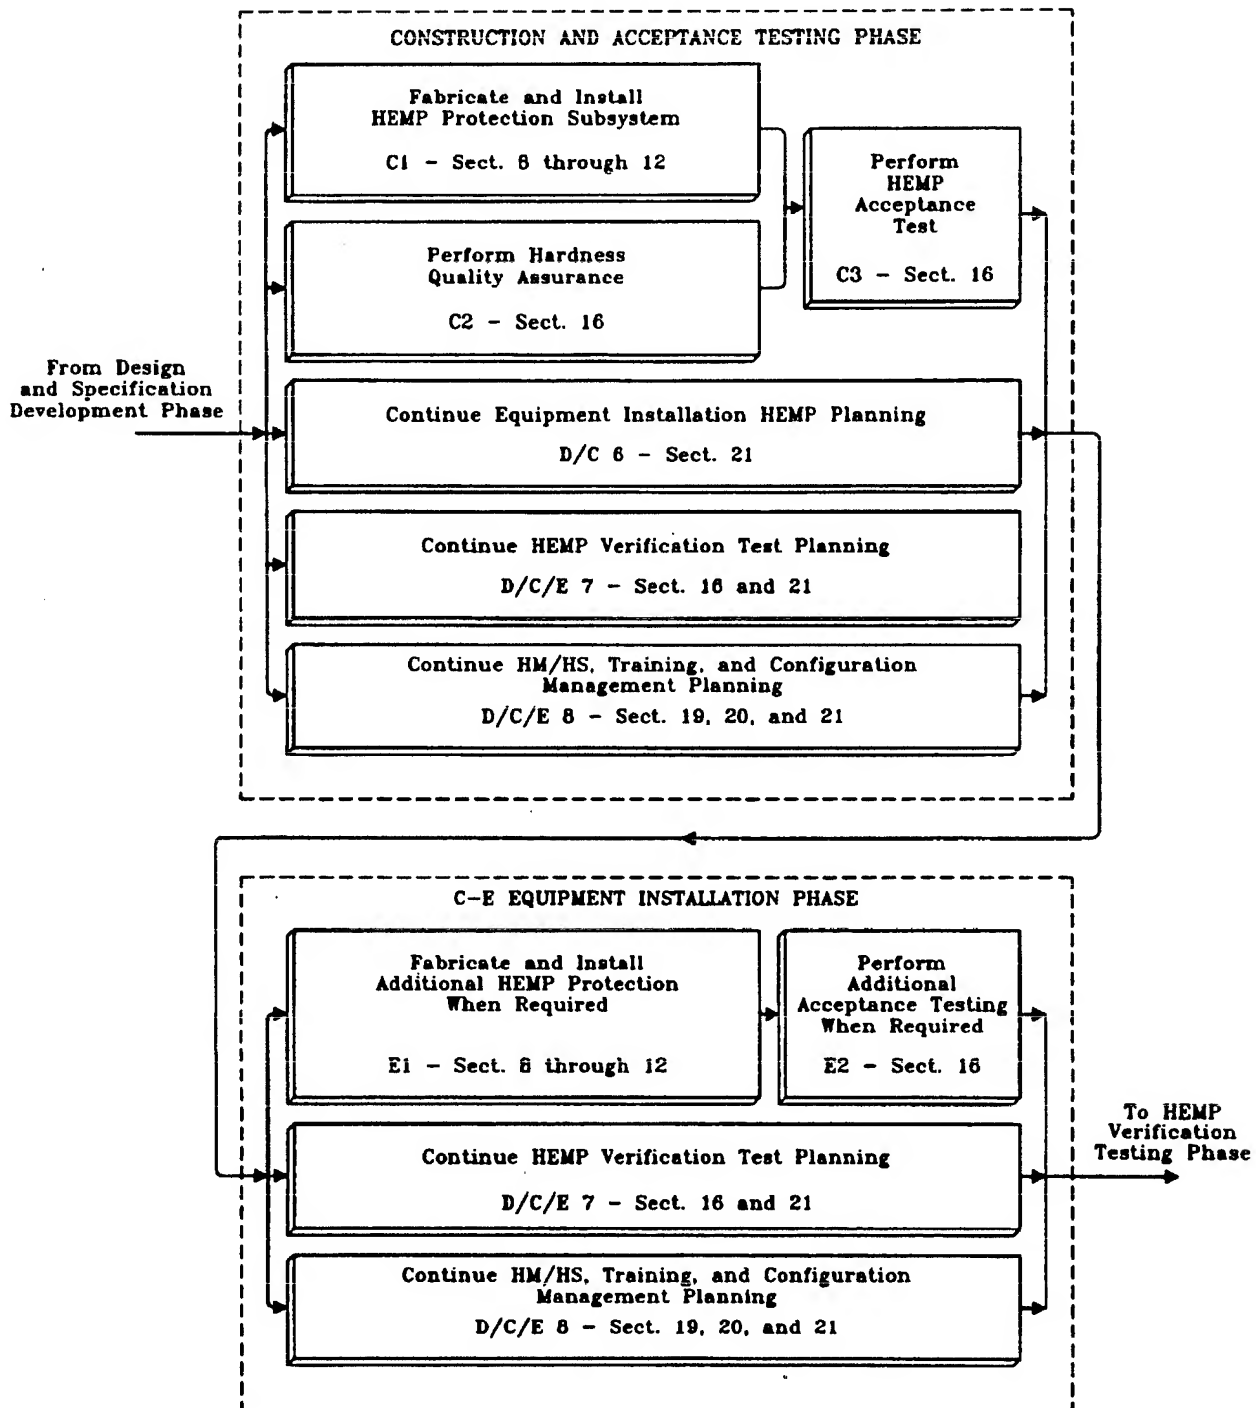 CONSTRUCTION AND ACCEPTANCE TESTING PHASE
Fabricate and Install
HEMP Protection Subsystem
C1 - Sect. 8 through 12
Perform Hardness
Quality Assurance
C2 - Sect. 16
Perform
HEMP
Acceptance
Test
C3 - Sect. 16
From Design
and Specification
Development Phase
Continue Equipment Installation HEMP Planning
D/C 6 - Sect. 21
Continue HEMP Verification Test Planning
D/C/E 7 - Sect. 16 and 21
Continue HM/HS, Training, and Configuration
Management Planning
D/C/E 8 - Sect. 19, 20, and 21
C-E EQUIPMENT INSTALLATION PHASE
Fabricate and Install
Additional HEMP Protection
When Required
E1 - Sect. 8 through 12
Perform
Additional
Acceptance Testing
When Required
E2 - Sect. 16
To HEMP
Verification
Testing Phase
Continue HEMP Verification Test Planning
D/C/E 7 - Sect. 16 and 21
Continue HM/HS, Training, and Configuration
Management Planning
D/C/E 8 - Sect. 19, 20, and 21